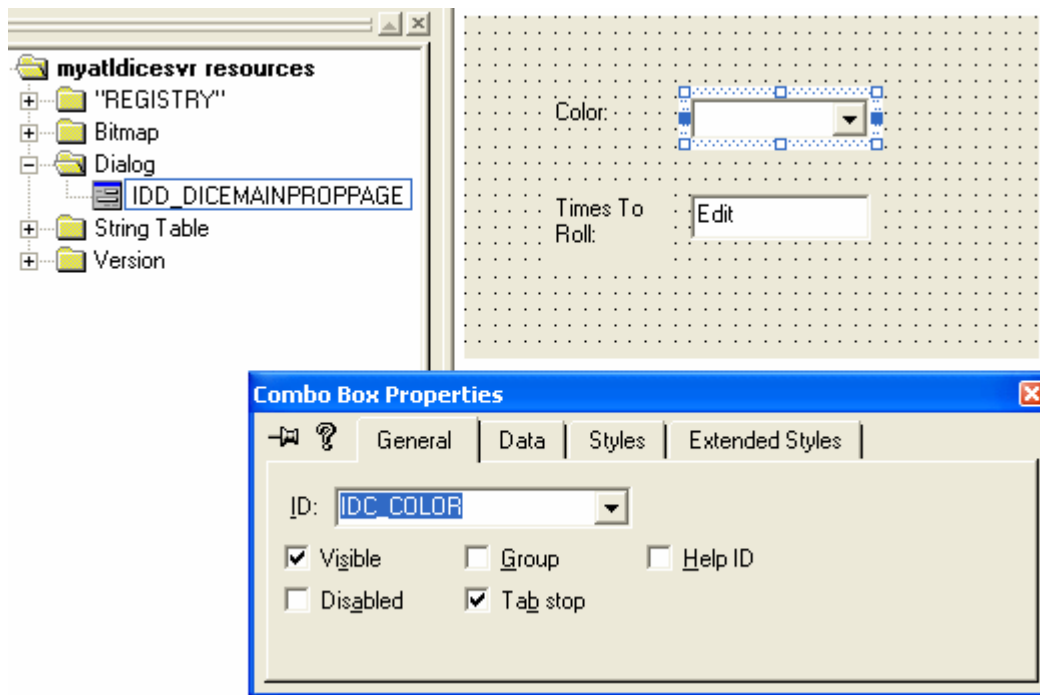 myatldicesvr resources
"REGISTRY"
Bitmap
Dialog
IDD_DICEMAINPROPPAGE
String Table
Version
Color:
Times To
Roll:
Edit
Combo Box Properties
General
Data
Styles
Extended Styles
ID:
IDC_COLOR
Visible
Group
Help ID
Disabled
Tab stop